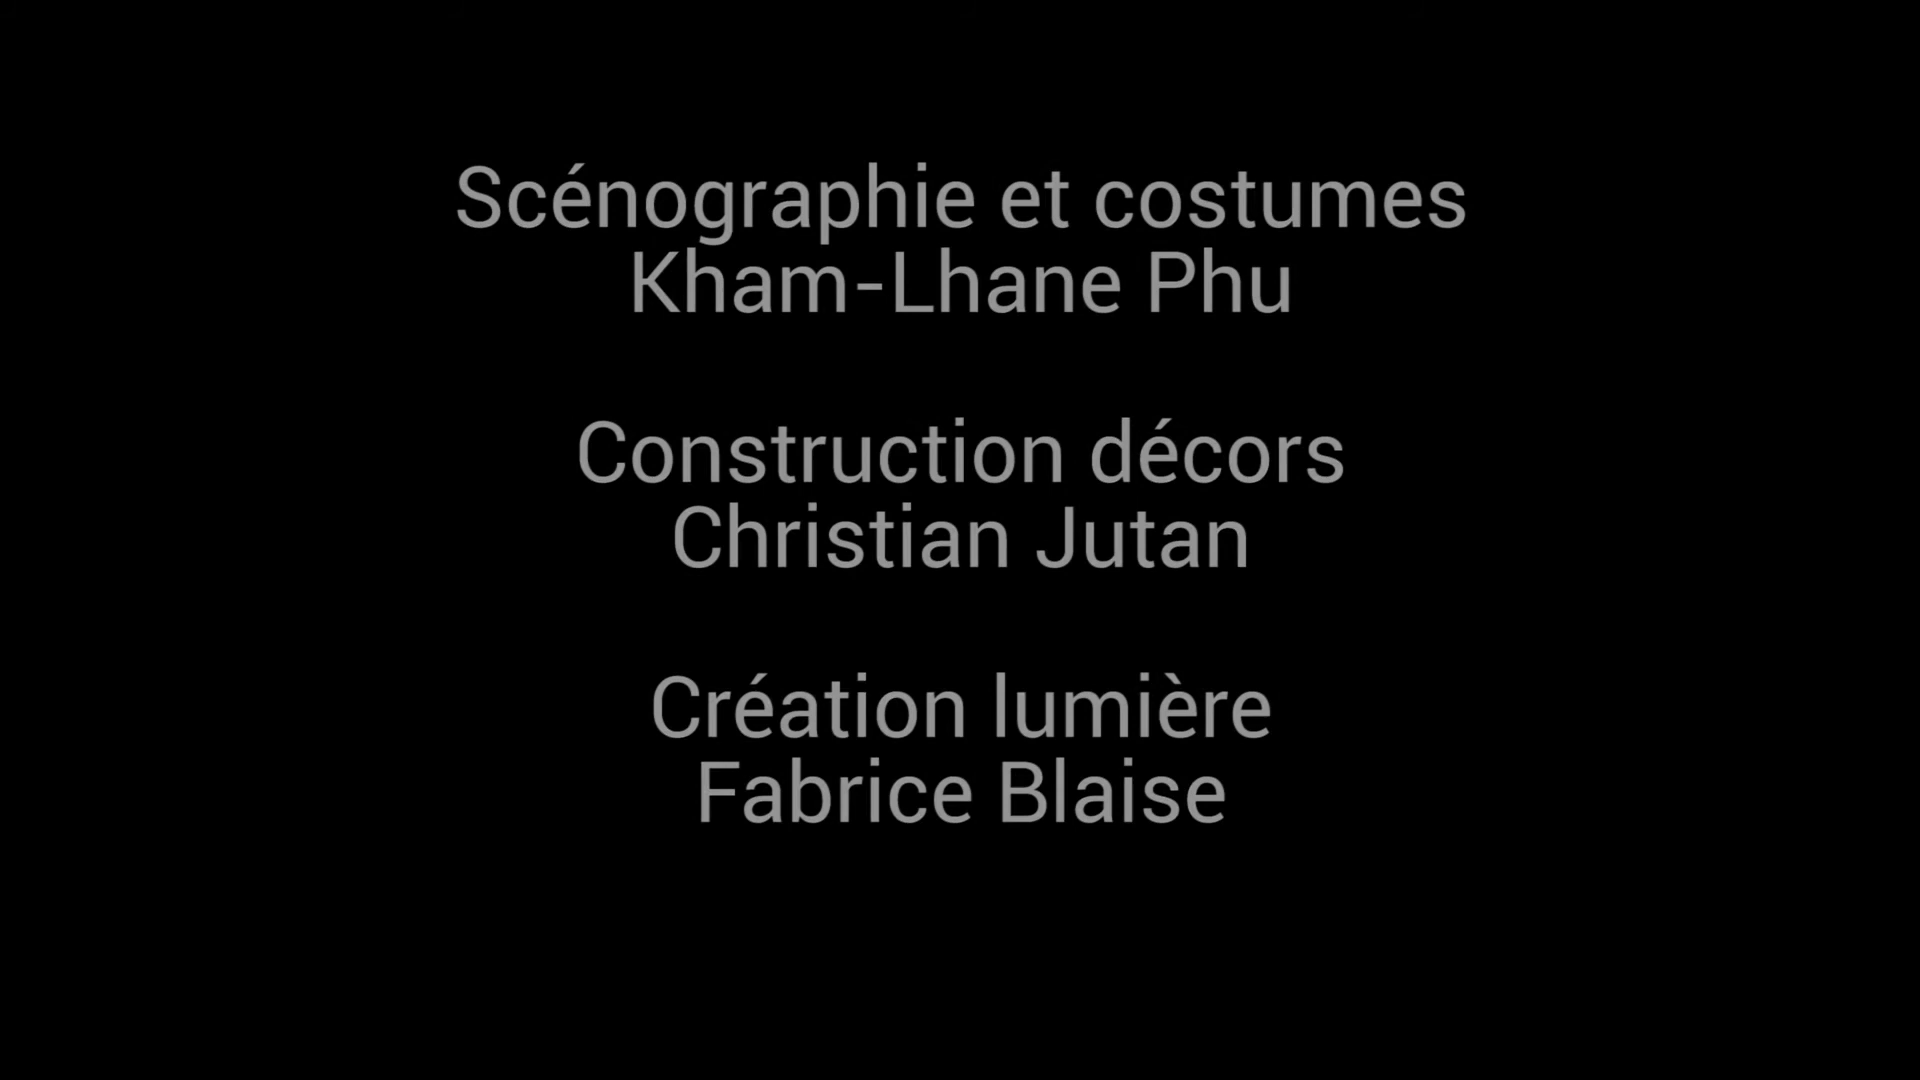 Scénographie et costumes
Kham-Lhane Phu
Construction décors
Christian Jutan
Création lumière
Fabrice Blaise